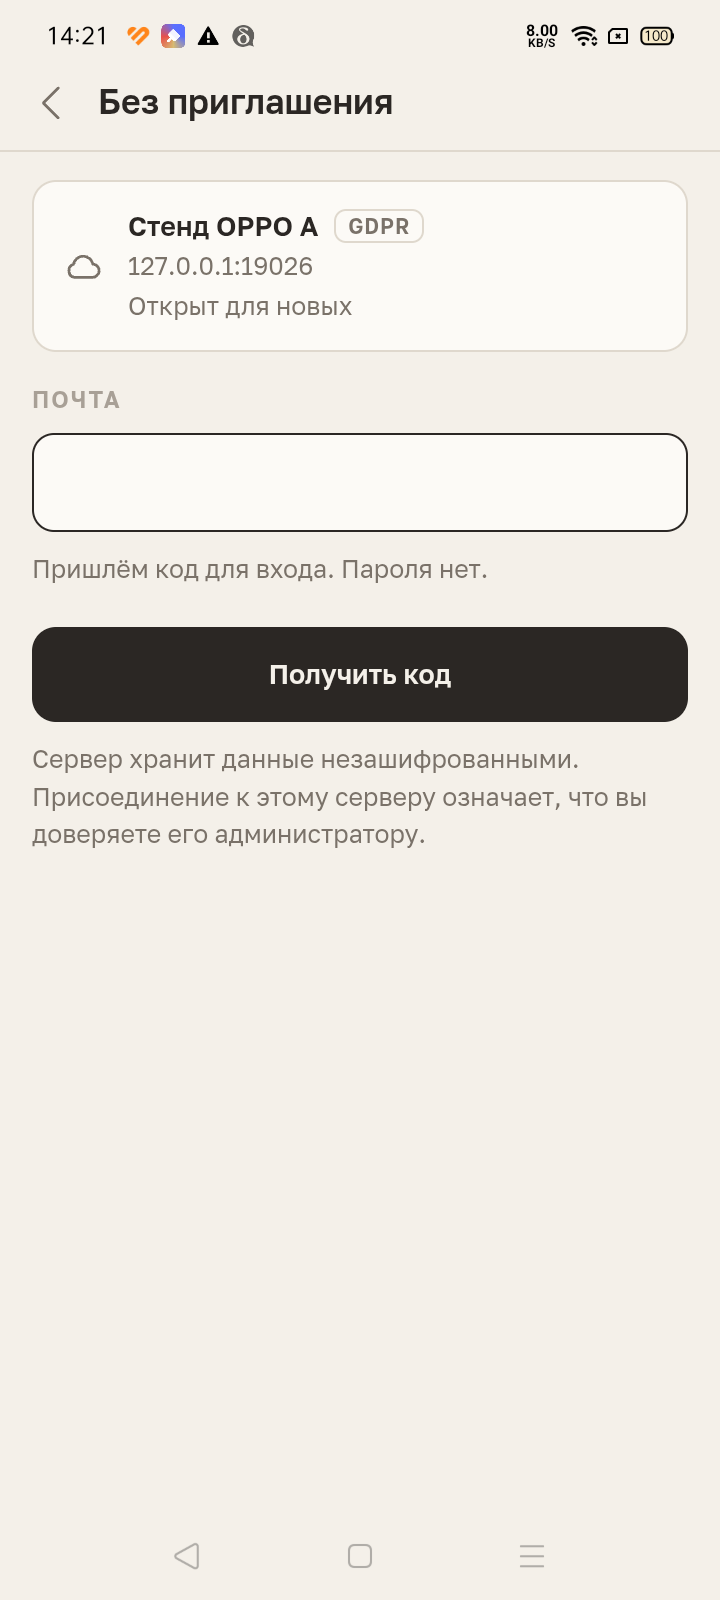 14:21
8.00
KB/S
100
Без приглашения
Стенд OPPO A GDPR
127.0.0.1:19026
Открыт для новых
ПОЧТА
Пришлём код для входа. Пароля нет.
Получить код
Сервер хранит данные незашифрованными.
Присоединение к этому серверу означает, что вы
доверяете его администратору.